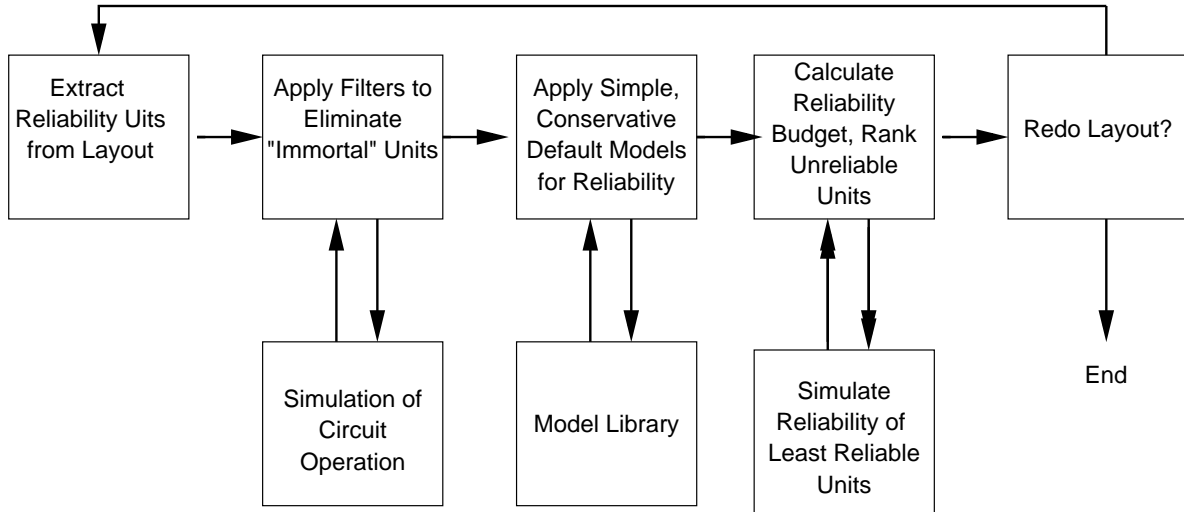 Extract
Reliability Uits
from Layout
Apply Filters to
Eliminate
"Immortal" Units
Apply Simple,
Conservative
Default Models
for Reliability
Calculate
Reliability
Budget, Rank
Unreliable
Units
Redo Layout?
Simulation of
Circuit
Operation
Model Library
Simulate
Reliability of
Least Reliable
Units
End